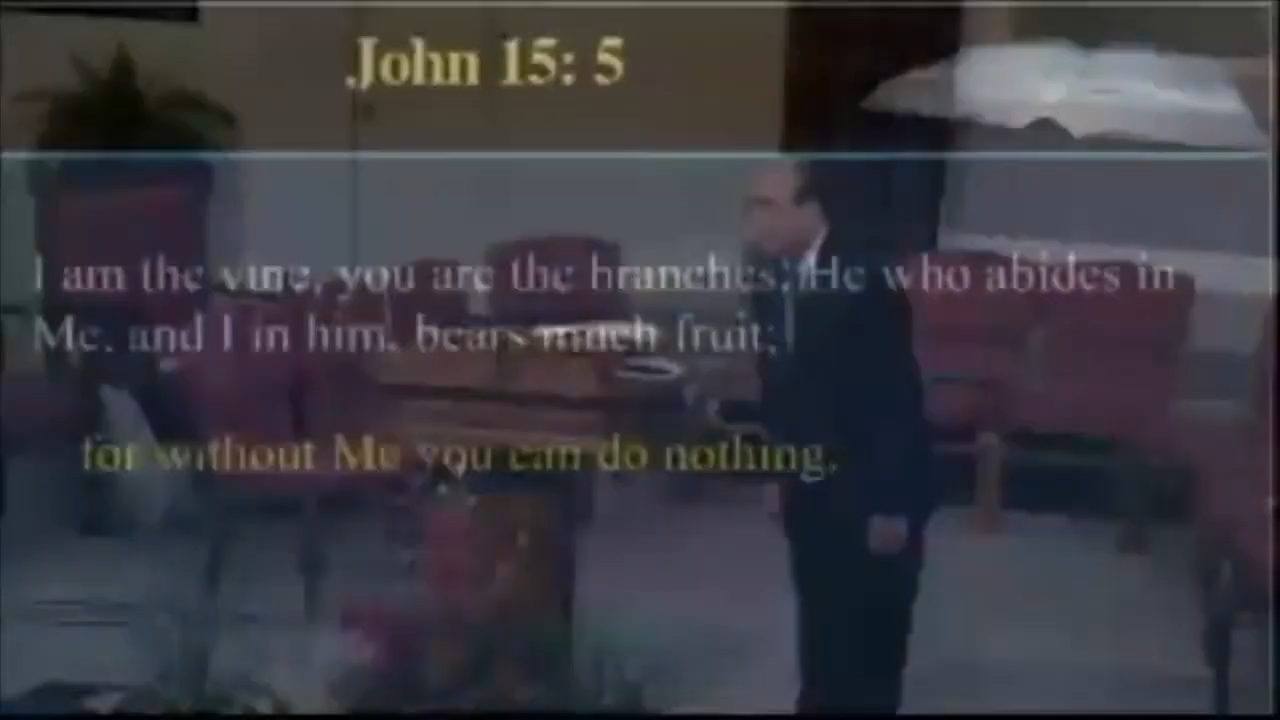 John 15: 5
I am the vine, you are the branches; He who abides in
Me, and I in him, bears much fruit;
for without Me you can do nothing.